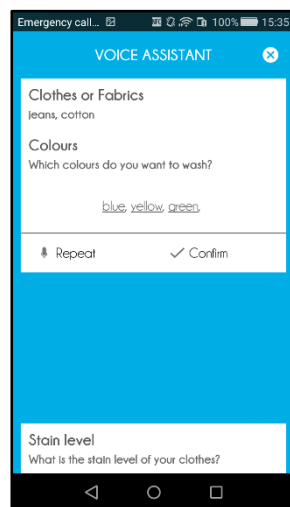 Emergency call... 100% 15:35
VOICE ASSISTANT
Clothes or Fabrics
jeans, cotton
Colours
Which colours do you want to wash?
blue, yellow, green,
Repeat Confirm
Stain level
What is the stain level of your clothes?